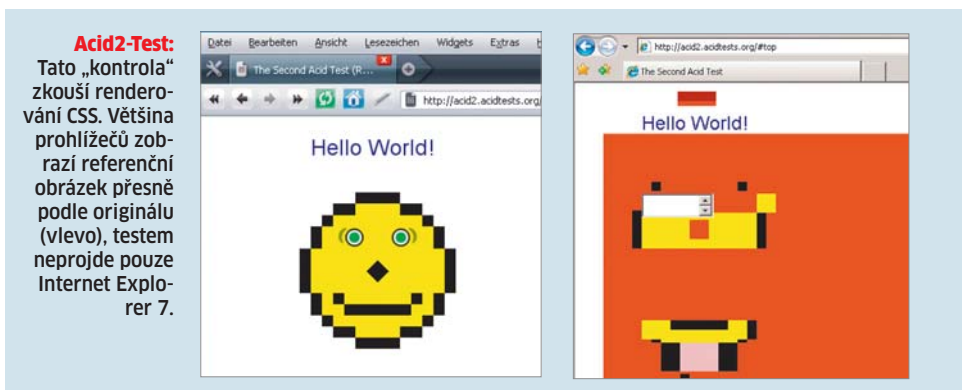 Acid2-Test:
Tato „kontrola“
zkouší rendero-
vání CSS. Většina
prohlížečů zob-
razí referenční
obrázek přesně
podle originálu
(vlevo), testem
neprojde pouze
Internet Explo-
rer 7.
Datei Bearbeiten Ansicht Lesezeichen Widgets Extras
The Second Acid Test (R...
http://acid2.acidtests.org
Hello World!
http://acid2.acidtests.org/#top
The Second Acid Test
Hello World!